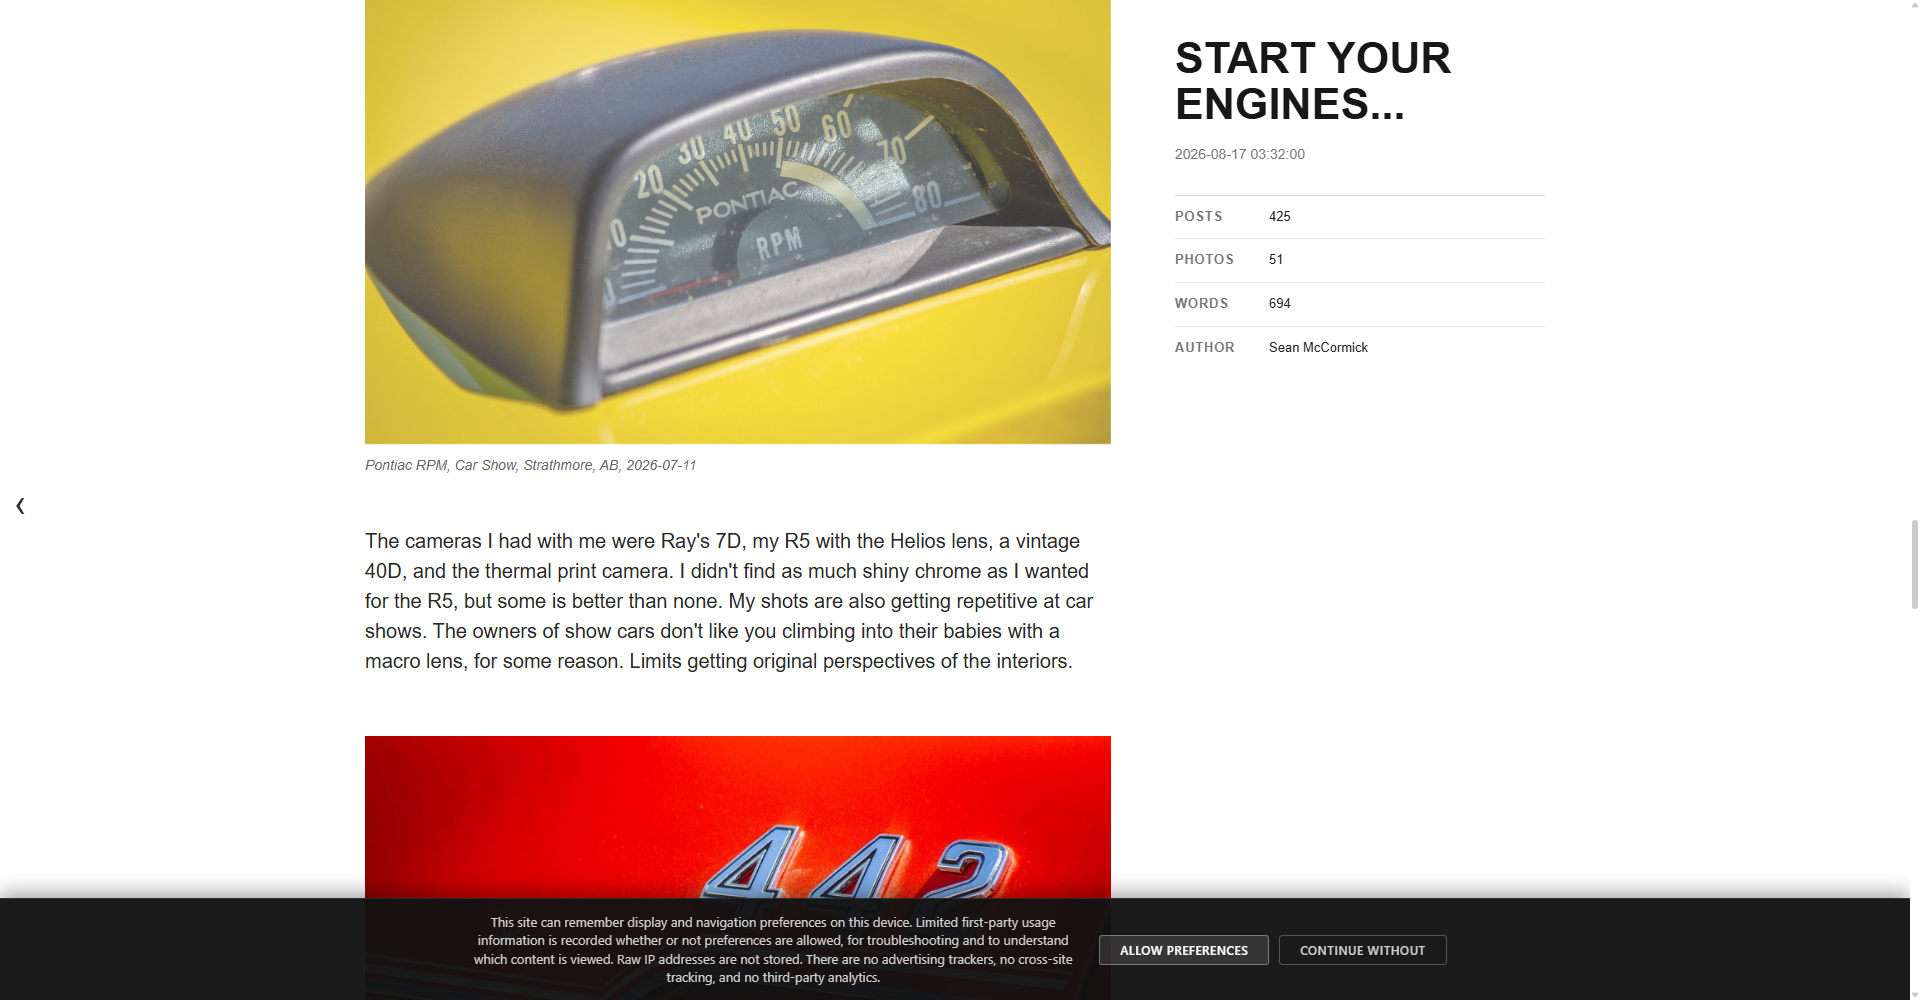 10 20 30 40 50 60 70 80
PONTIAC
RPM
Pontiac RPM, Car Show, Strathmore, AB, 2026-07-11
The cameras I had with me were Ray's 7D, my R5 with the Helios lens, a vintage
40D, and the thermal print camera. I didn't find as much shiny chrome as I wanted
for the R5, but some is better than none. My shots are also getting repetitive at car
shows. The owners of show cars don't like you climbing into their babies with a
macro lens, for some reason. Limits getting original perspectives of the interiors.
442
START YOUR
ENGINES...
2026-08-17 03:32:00
POSTS 425
PHOTOS 51
WORDS 694
AUTHOR Sean McCormick
This site can remember display and navigation preferences on this device. Limited first-party usage
information is recorded whether or not preferences are allowed, for troubleshooting and to understand
which content is viewed. Raw IP addresses are not stored. There are no advertising trackers, no cross-site
tracking, and no third-party analytics.
ALLOW PREFERENCES
CONTINUE WITHOUT